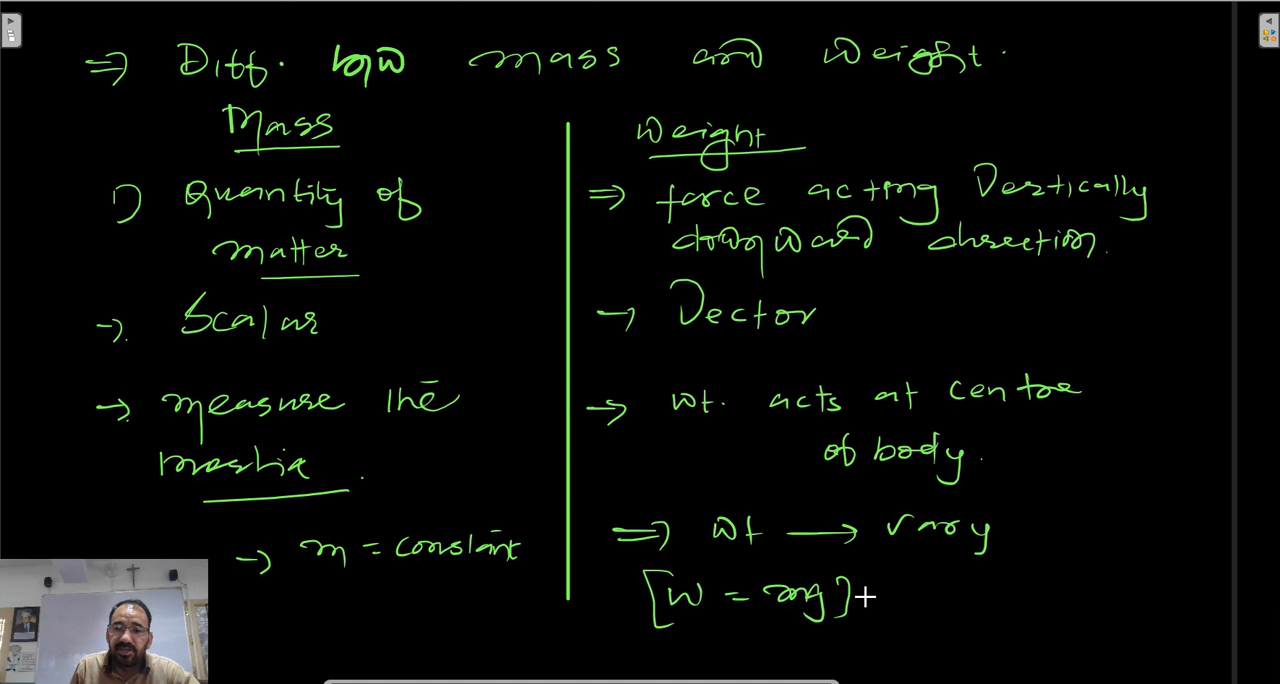 ⇒ Diff. b/w mass and weight.
Mass
1) Quantity of
matter
→ Scalar
→ measure the
inertia.
→ m = constant
Weight
⇒ force acting Vertically
downward direction.
→ Vector
→ wt. acts at centre
of body.
⇒ wt → vary
[W = mg]